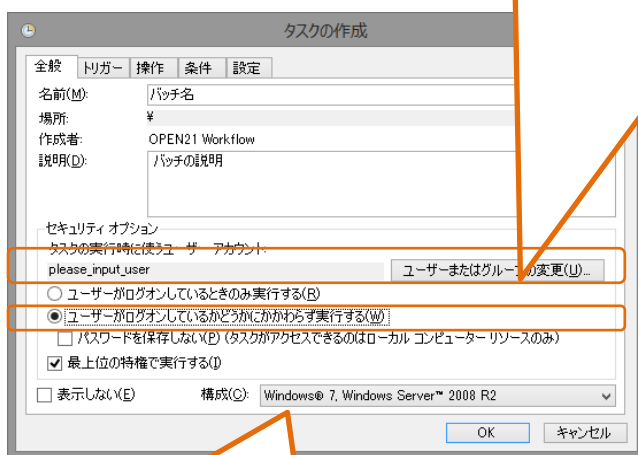 タスクの作成
全般 トリガー 操作 条件 設定
名前(M): バッチ名
場所: ¥
作成者: OPEN21 Workflow
説明(D): バッチの説明
セキュリティ オプション
タスクの実行時に使うユーザー アカウント:
please_input_user ユーザーまたはグループの変更(U)...
ユーザーがログオンしているときのみ実行する(R)
ユーザーがログオンしているかどうかにかかわらず実行する(W)
パスワードを保存しない(P) (タスクがアクセスできるのはローカル コンピューター リソースのみ)
最上位の特権で実行する(I)
表示しない(E) 構成(C): Windows® 7, Windows Server™ 2008 R2
OK キャンセル